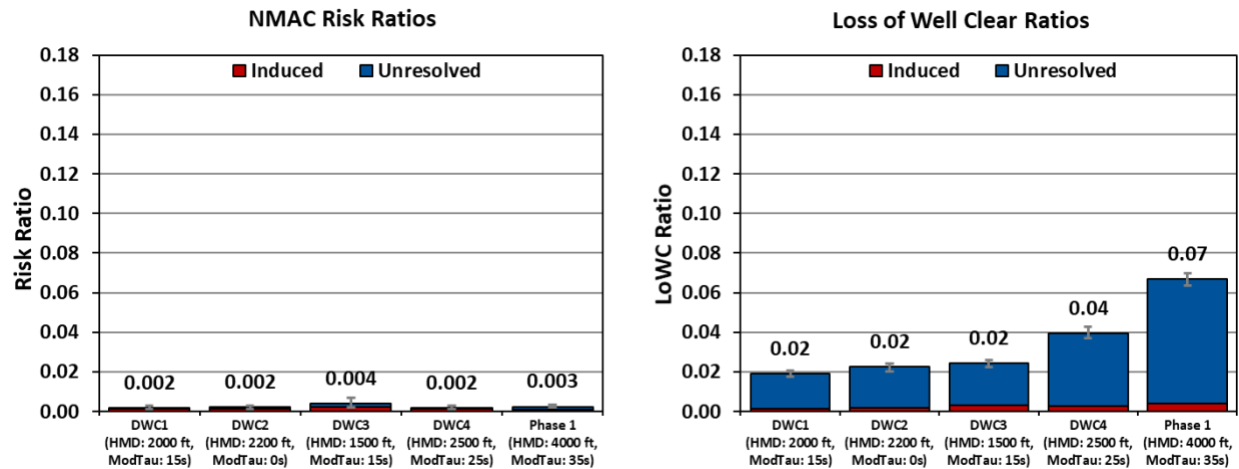 NMAC Risk Ratios
Risk Ratio
0.18
0.16
0.14
0.12
0.10
0.08
0.06
0.04
0.02
0.00
Induced Unresolved
0.002 0.002 0.004 0.002 0.003
DWC1 DWC2 DWC3 DWC4 Phase 1
(HMD: 2000 ft, (HMD: 2200 ft, (HMD: 1500 ft, (HMD: 2500 ft, (HMD: 4000 ft,
ModTau: 15s) ModTau: 0s) ModTau: 15s) ModTau: 25s) ModTau: 35s)
Loss of Well Clear Ratios
LoWC Ratio
0.18
0.16
0.14
0.12
0.10
0.08
0.06
0.04
0.02
0.00
Induced Unresolved
0.02 0.02 0.02 0.04 0.07
DWC1 DWC2 DWC3 DWC4 Phase 1
(HMD: 2000 ft, (HMD: 2200 ft, (HMD: 1500 ft, (HMD: 2500 ft, (HMD: 4000 ft,
ModTau: 15s) ModTau: 0s) ModTau: 15s) ModTau: 25s) ModTau: 35s)